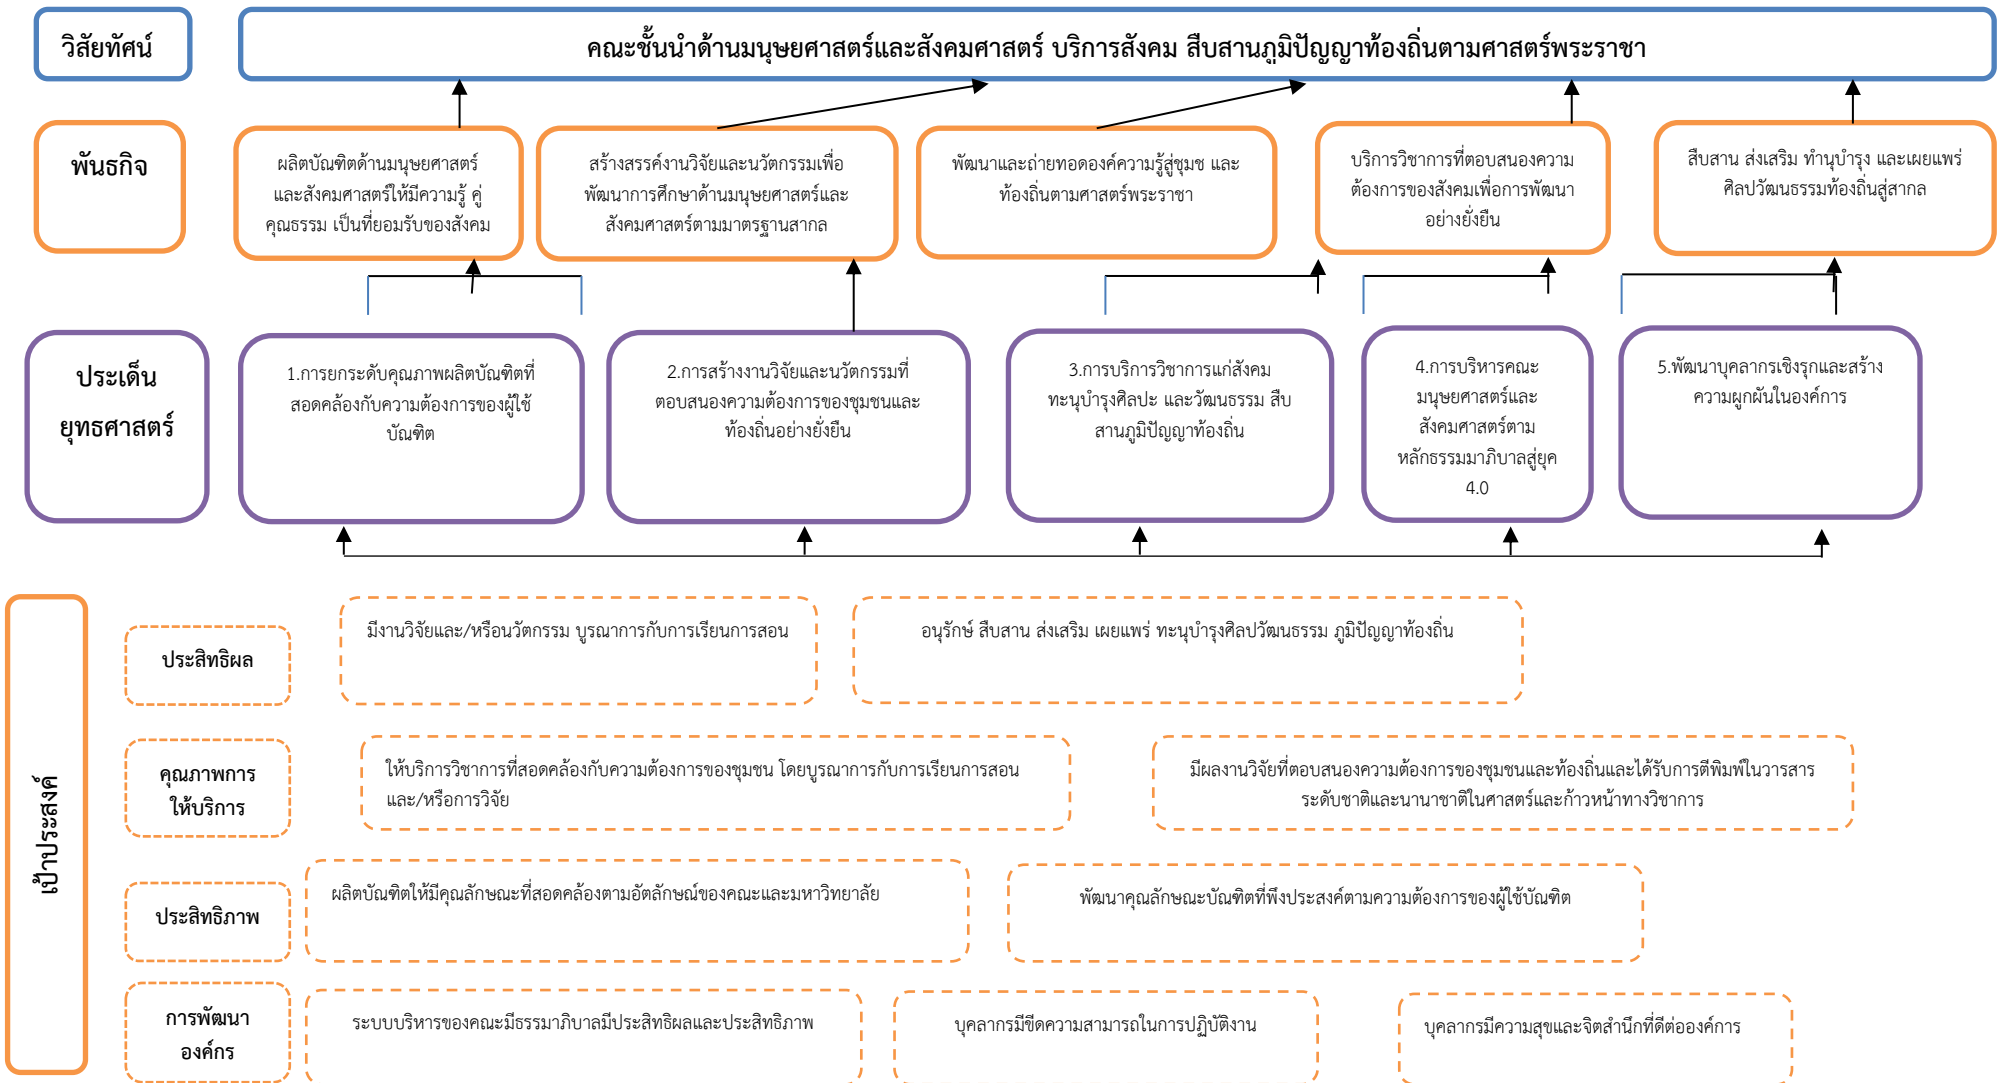 วิสัยทัศน์
คณะชั้นนำด้านมนุษยศาสตร์และสังคมศาสตร์ บริการสังคม สืบสานภูมิปัญญาท้องถิ่นตามศาสตร์พระราชา
พันธกิจ
ผลิตบัณฑิตด้านมนุษยศาสตร์
และสังคมศาสตร์ให้มีความรู้ คู่
คุณธรรม เป็นที่ยอมรับของสังคม
สร้างสรรค์งานวิจัยและนวัตกรรมเพื่อ
พัฒนาการศึกษาด้านมนุษยศาสตร์และ
สังคมศาสตร์ตามมาตรฐานสากล
พัฒนาและถ่ายทอดองค์ความรู้สู่ชุมช และ
ท้องถิ่นตามศาสตร์พระราชา
บริการวิชาการที่ตอบสนองความ
ต้องการของสังคมเพื่อการพัฒนา
อย่างยั่งยืน
สืบสาน ส่งเสริม ทำนุบำรุง และเผยแพร่
ศิลปวัฒนธรรมท้องถิ่นสู่สากล
ประเด็น
ยุทธศาสตร์
1.การยกระดับคุณภาพผลิตบัณฑิตที่
สอดคล้องกับความต้องการของผู้ใช้
บัณฑิต
2.การสร้างงานวิจัยและนวัตกรรมที่
ตอบสนองความต้องการของชุมชนและ
ท้องถิ่นอย่างยั่งยืน
3.การบริการวิชาการแก่สังคม
ทะนุบำรุงศิลปะ และวัฒนธรรม สืบ
สานภูมิปัญญาท้องถิ่น
4.การบริหารคณะ
มนุษยศาสตร์และ
สังคมศาสตร์ตาม
หลักธรรมมาภิบาลสู่ยุค
4.0
5.พัฒนาบุคลากรเชิงรุกและสร้าง
ความผูกผันในองค์การ
เป้าประสงค์
ประสิทธิผล
มีงานวิจัยและ/หรือนวัตกรรม บูรณาการกับการเรียนการสอน
อนุรักษ์ สืบสาน ส่งเสริม เผยแพร่ ทะนุบำรุงศิลปวัฒนธรรม ภูมิปัญญาท้องถิ่น
คุณภาพการ
ให้บริการ
ให้บริการวิชาการที่สอดคล้องกับความต้องการของชุมชน โดยบูรณาการกับการเรียนการสอน
และ/หรือการวิจัย
มีผลงานวิจัยที่ตอบสนองความต้องการของชุมชนและท้องถิ่นและได้รับการตีพิมพ์ในวารสาร
ระดับชาติและนานาชาติในศาสตร์และก้าวหน้าทางวิชาการ
ประสิทธิภาพ
ผลิตบัณฑิตให้มีคุณลักษณะที่สอดคล้องตามอัตลักษณ์ของคณะและมหาวิทยาลัย
พัฒนาคุณลักษณะบัณฑิตที่พึงประสงค์ตามความต้องการของผู้ใช้บัณฑิต
การพัฒนา
องค์กร
ระบบบริหารของคณะมีธรรมาภิบาลมีประสิทธิผลและประสิทธิภาพ
บุคลากรมีขีดความสามารถในการปฏิบัติงาน
บุคลากรมีความสุขและจิตสำนึกที่ดีต่อองค์การ